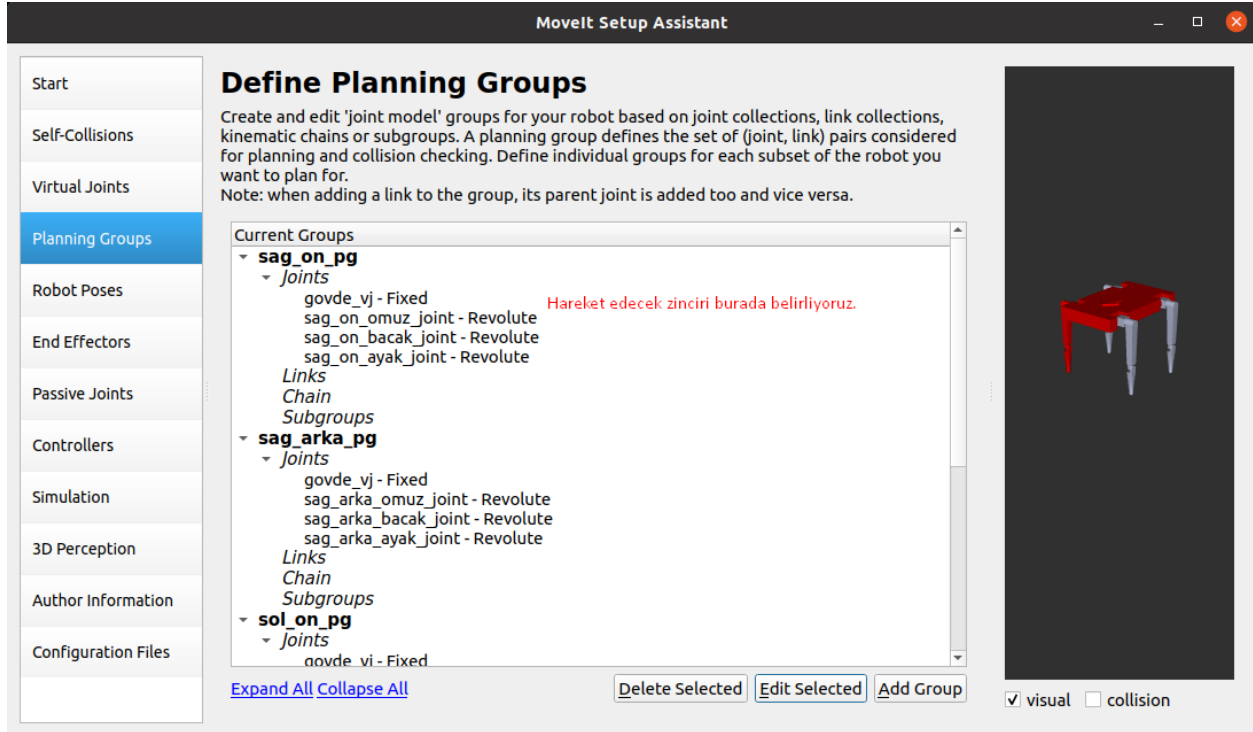 MoveIt Setup Assistant
Start
Self-Collisions
Virtual Joints
Planning Groups
Robot Poses
End Effectors
Passive Joints
Controllers
Simulation
3D Perception
Author Information
Configuration Files
Define Planning Groups
Create and edit 'joint model' groups for your robot based on joint collections, link collections,
kinematic chains or subgroups. A planning group defines the set of (joint, link) pairs considered
for planning and collision checking. Define individual groups for each subset of the robot you
want to plan for.
Note: when adding a link to the group, its parent joint is added too and vice versa.
Current Groups
sag_on_pg
Joints
govde_vj - Fixed
Hareket edecek zinciri burada belirliyoruz.
sag_on_omuz_joint - Revolute
sag_on_bacak_joint - Revolute
sag_on_ayak_joint - Revolute
Links
Chain
Subgroups
sag_arka_pg
Joints
govde_vj - Fixed
sag_arka_omuz_joint - Revolute
sag_arka_bacak_joint - Revolute
sag_arka_ayak_joint - Revolute
Links
Chain
Subgroups
sol_on_pg
Joints
govde_vj - Fixed
Expand All Collapse All
Delete Selected
Edit Selected
Add Group
visual
collision